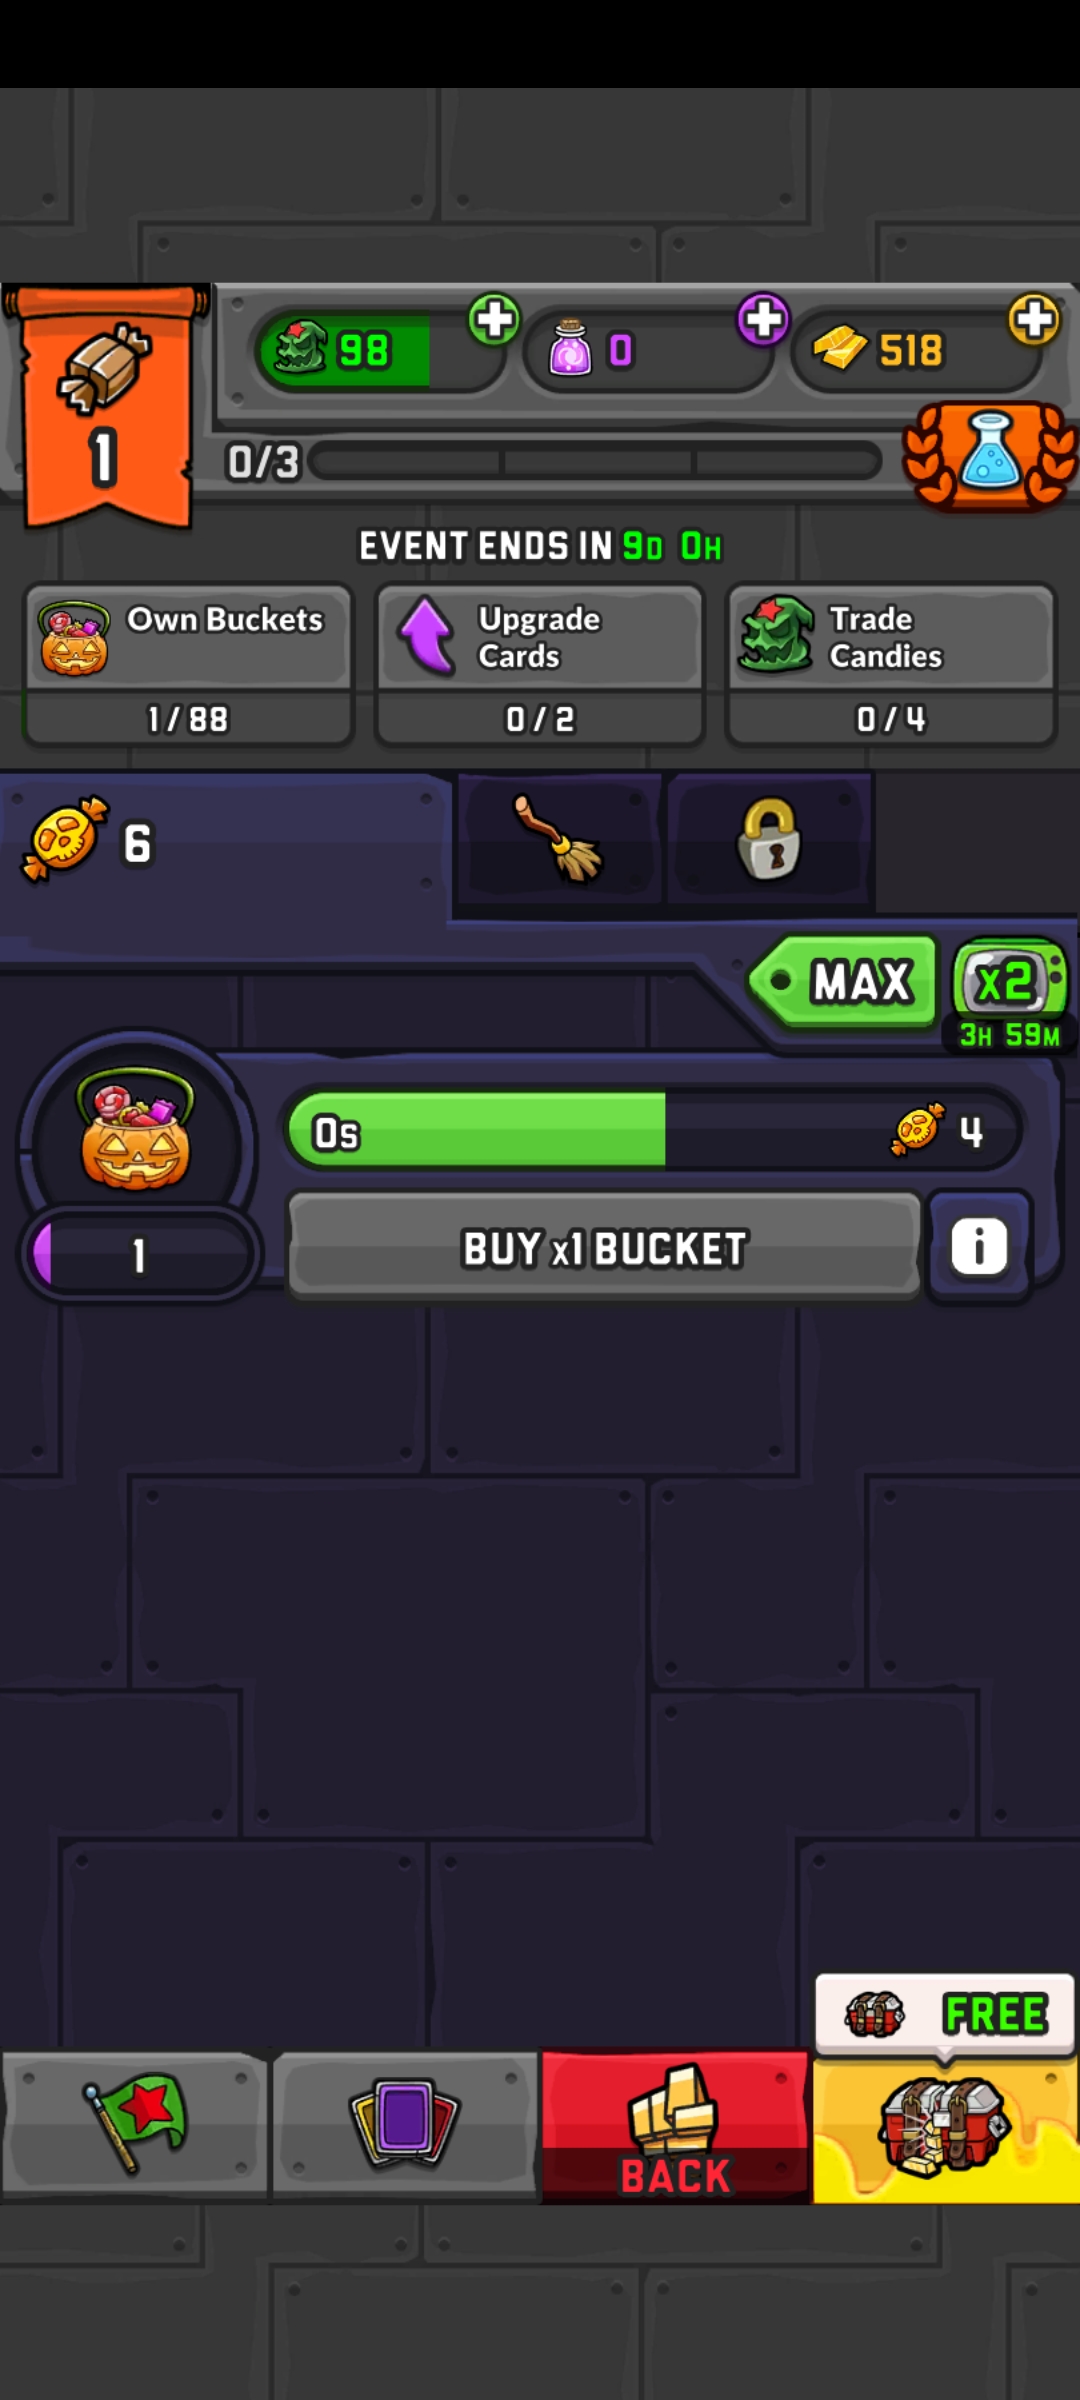 98
0
518
1
0/3
EVENT ENDS IN 9D 0H
Own Buckets
1/88
Upgrade
Cards
0/2
Trade
Candies
0/4
6
MAX
x2
3H 59M
0s
4
1
BUY x1 BUCKET
i
FREE
BACK